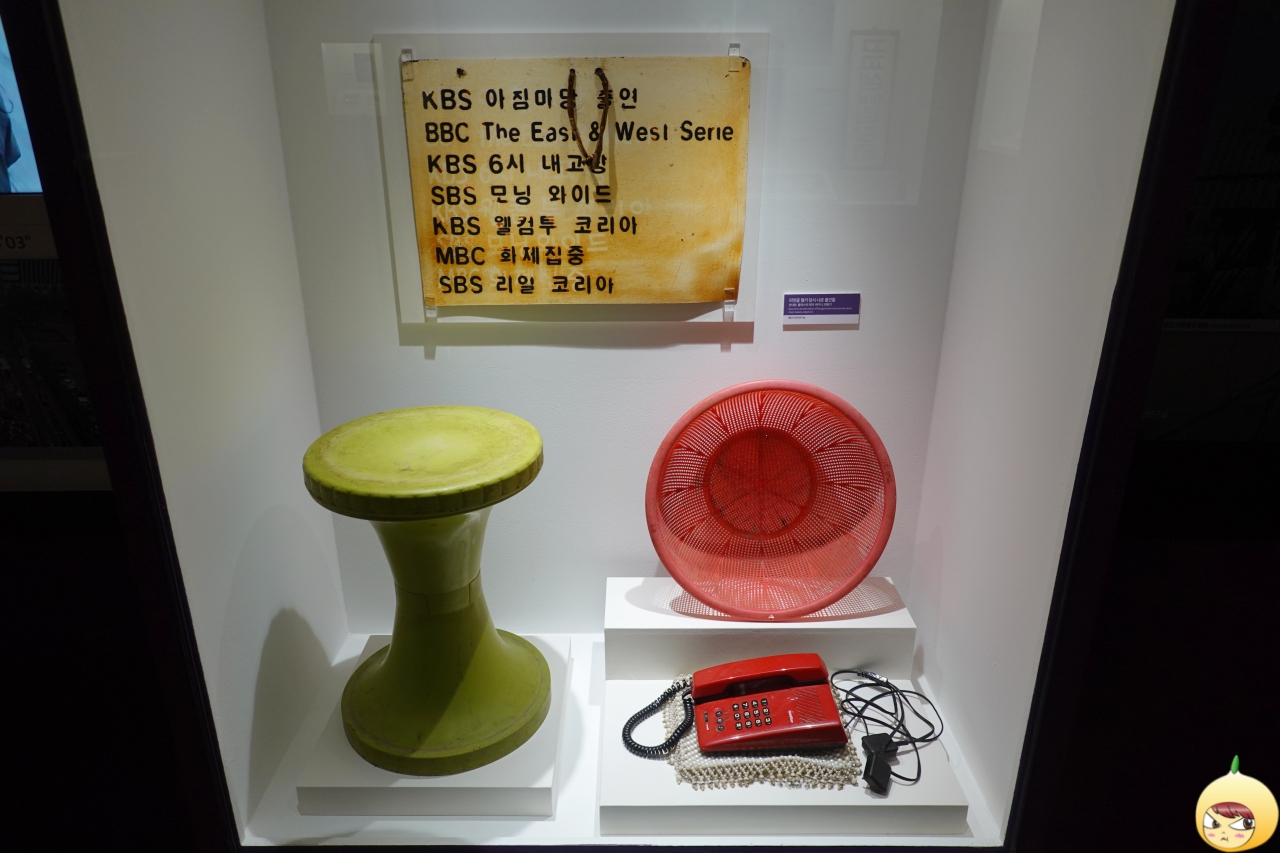 KBS 아짐마당 출연
BBC The East & West Serie
KBS 6시 내고향
SBS 모닝 와이드
KBS 웰컴투 코리아
MBC 화제집중
SBS 리얼 코리아